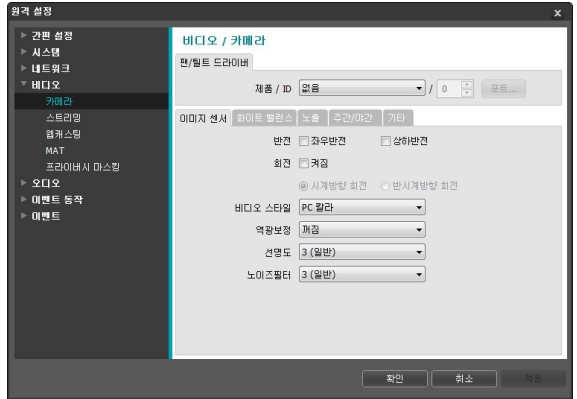 원격 설정
x
▷ 간편 설정
▷ 시스템
▷ 네트워크
▽ 비디오
카메라
스트리밍
웹캐스팅
MAT
프라이버시 마스킹
▷ 오디오
▷ 이벤트 동작
▷ 이벤트
비디오 / 카메라
팬/틸트 드라이버
제품 / ID 없음 / 0 포트...
이미지 센서 화이트 밸런스 노출 주간/야간 기타
반전 좌우반전 상하반전
회전 켜짐
시계방향 회전 반시계방향 회전
비디오 스타일 PC 칼라
역광보정 꺼짐
선명도 3 (일반)
노이즈필터 3 (일반)
확인 취소 적용